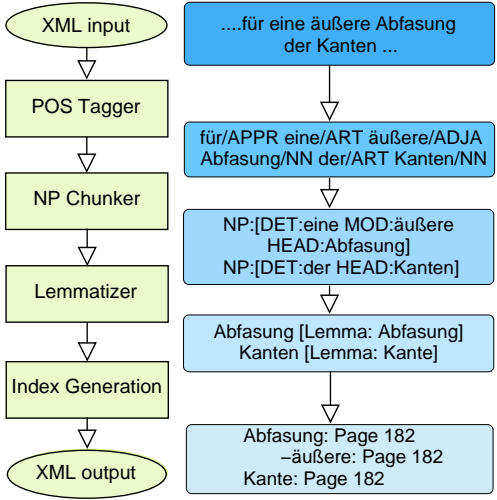 XML input
POS Tagger
NP Chunker
Lemmatizer
Index Generation
XML output
....für eine äußere Abfasung
der Kanten ...
für/APPR eine/ART äußere/ADJA
Abfasung/NN der/ART Kanten/NN
NP:[DET:eine MOD:äußere
HEAD:Abfasung]
NP:[DET:der HEAD:Kanten]
Abfasung [Lemma: Abfasung]
Kanten [Lemma: Kante]
Abfasung: Page 182
–äußere: Page 182
Kante: Page 182